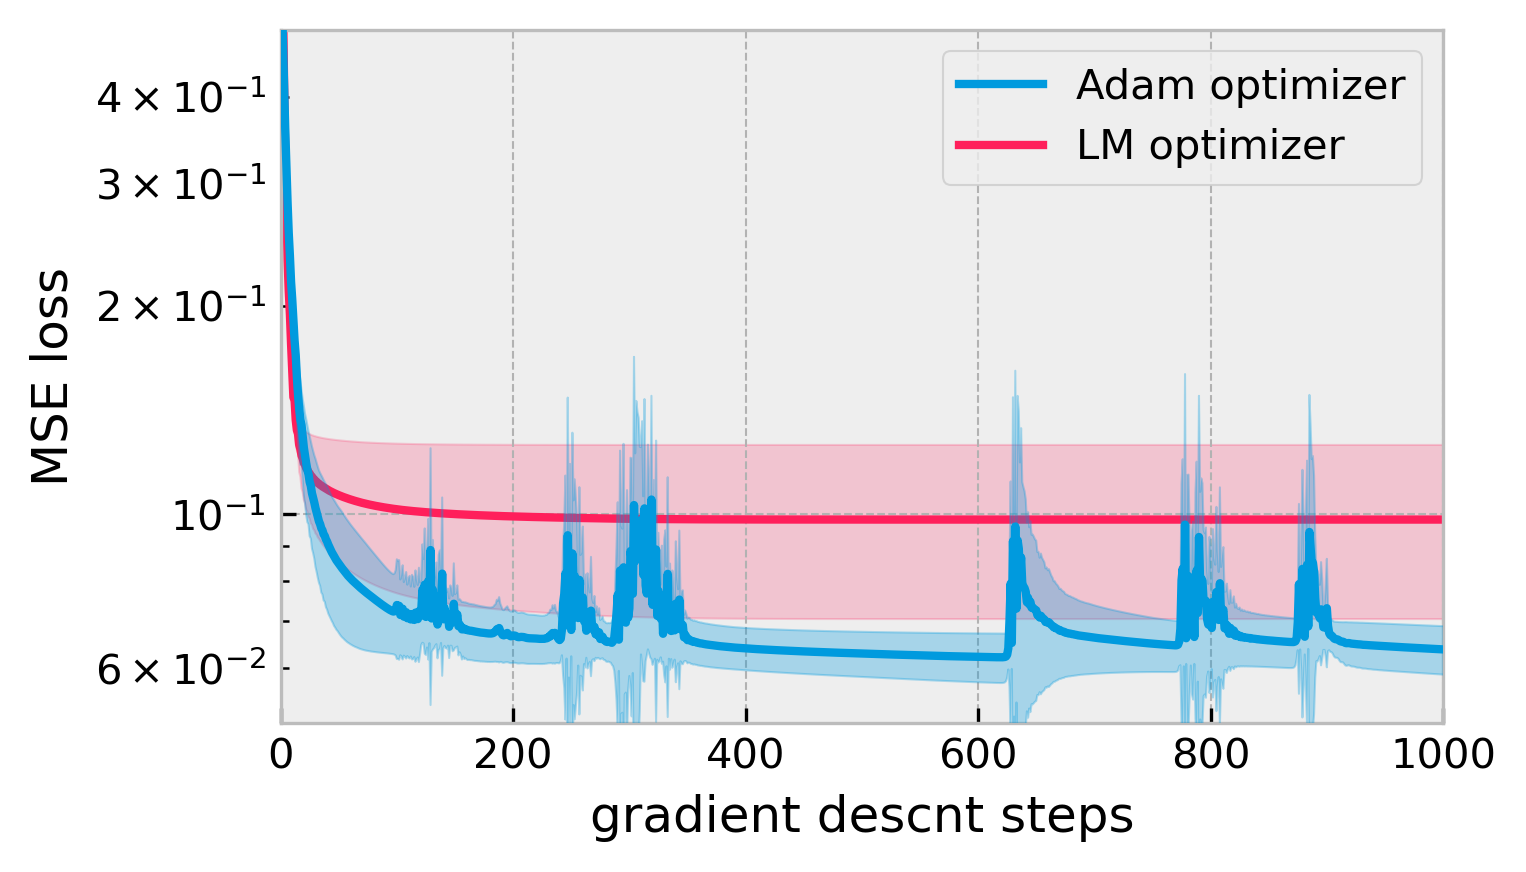 MSE loss
4 × 10⁻¹
3 × 10⁻¹
2 × 10⁻¹
10⁻¹
6 × 10⁻²
Adam optimizer
LM optimizer
0 200 400 600 800 1000
gradient descnt steps